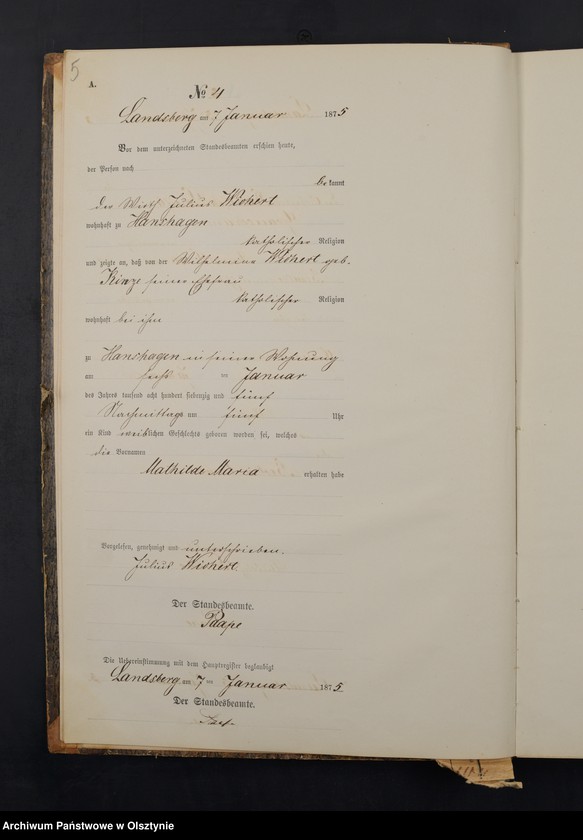 5
A.
No 4
Landsberg am 7 Januar 1875
Vor dem unterzeichneten Standesbeamten erschien heute,
der Person nach
bekannt
der Wirth Julius Wichert
wohnhaft zu Hanshagen
katholischer Religion
und zeigte an, daß von der Wilhelmine Wichert geb.
seiner Ehefrau
katholischer Religion
wohnhaft bei ihm
zu Hanshagen in seiner Wohnung
am sechs ten Januar
des Jahres tausend acht hundert siebenzig und fünf
Nachmittags um fünf Uhr
ein Kind weiblichen Geschlechts geboren worden sei, welches
die Vornamen
Mathilde Maria erhalten habe
Vorgelesen, genehmigt und unterschrieben.
Julius Wichert
Der Standesbeamte.
Die Uebereinstimmung mit dem Hauptregister beglaubigt
Landsberg am 7 ten Januar 1875
Der Standesbeamte.
Archiwum Państwowe w Olsztynie